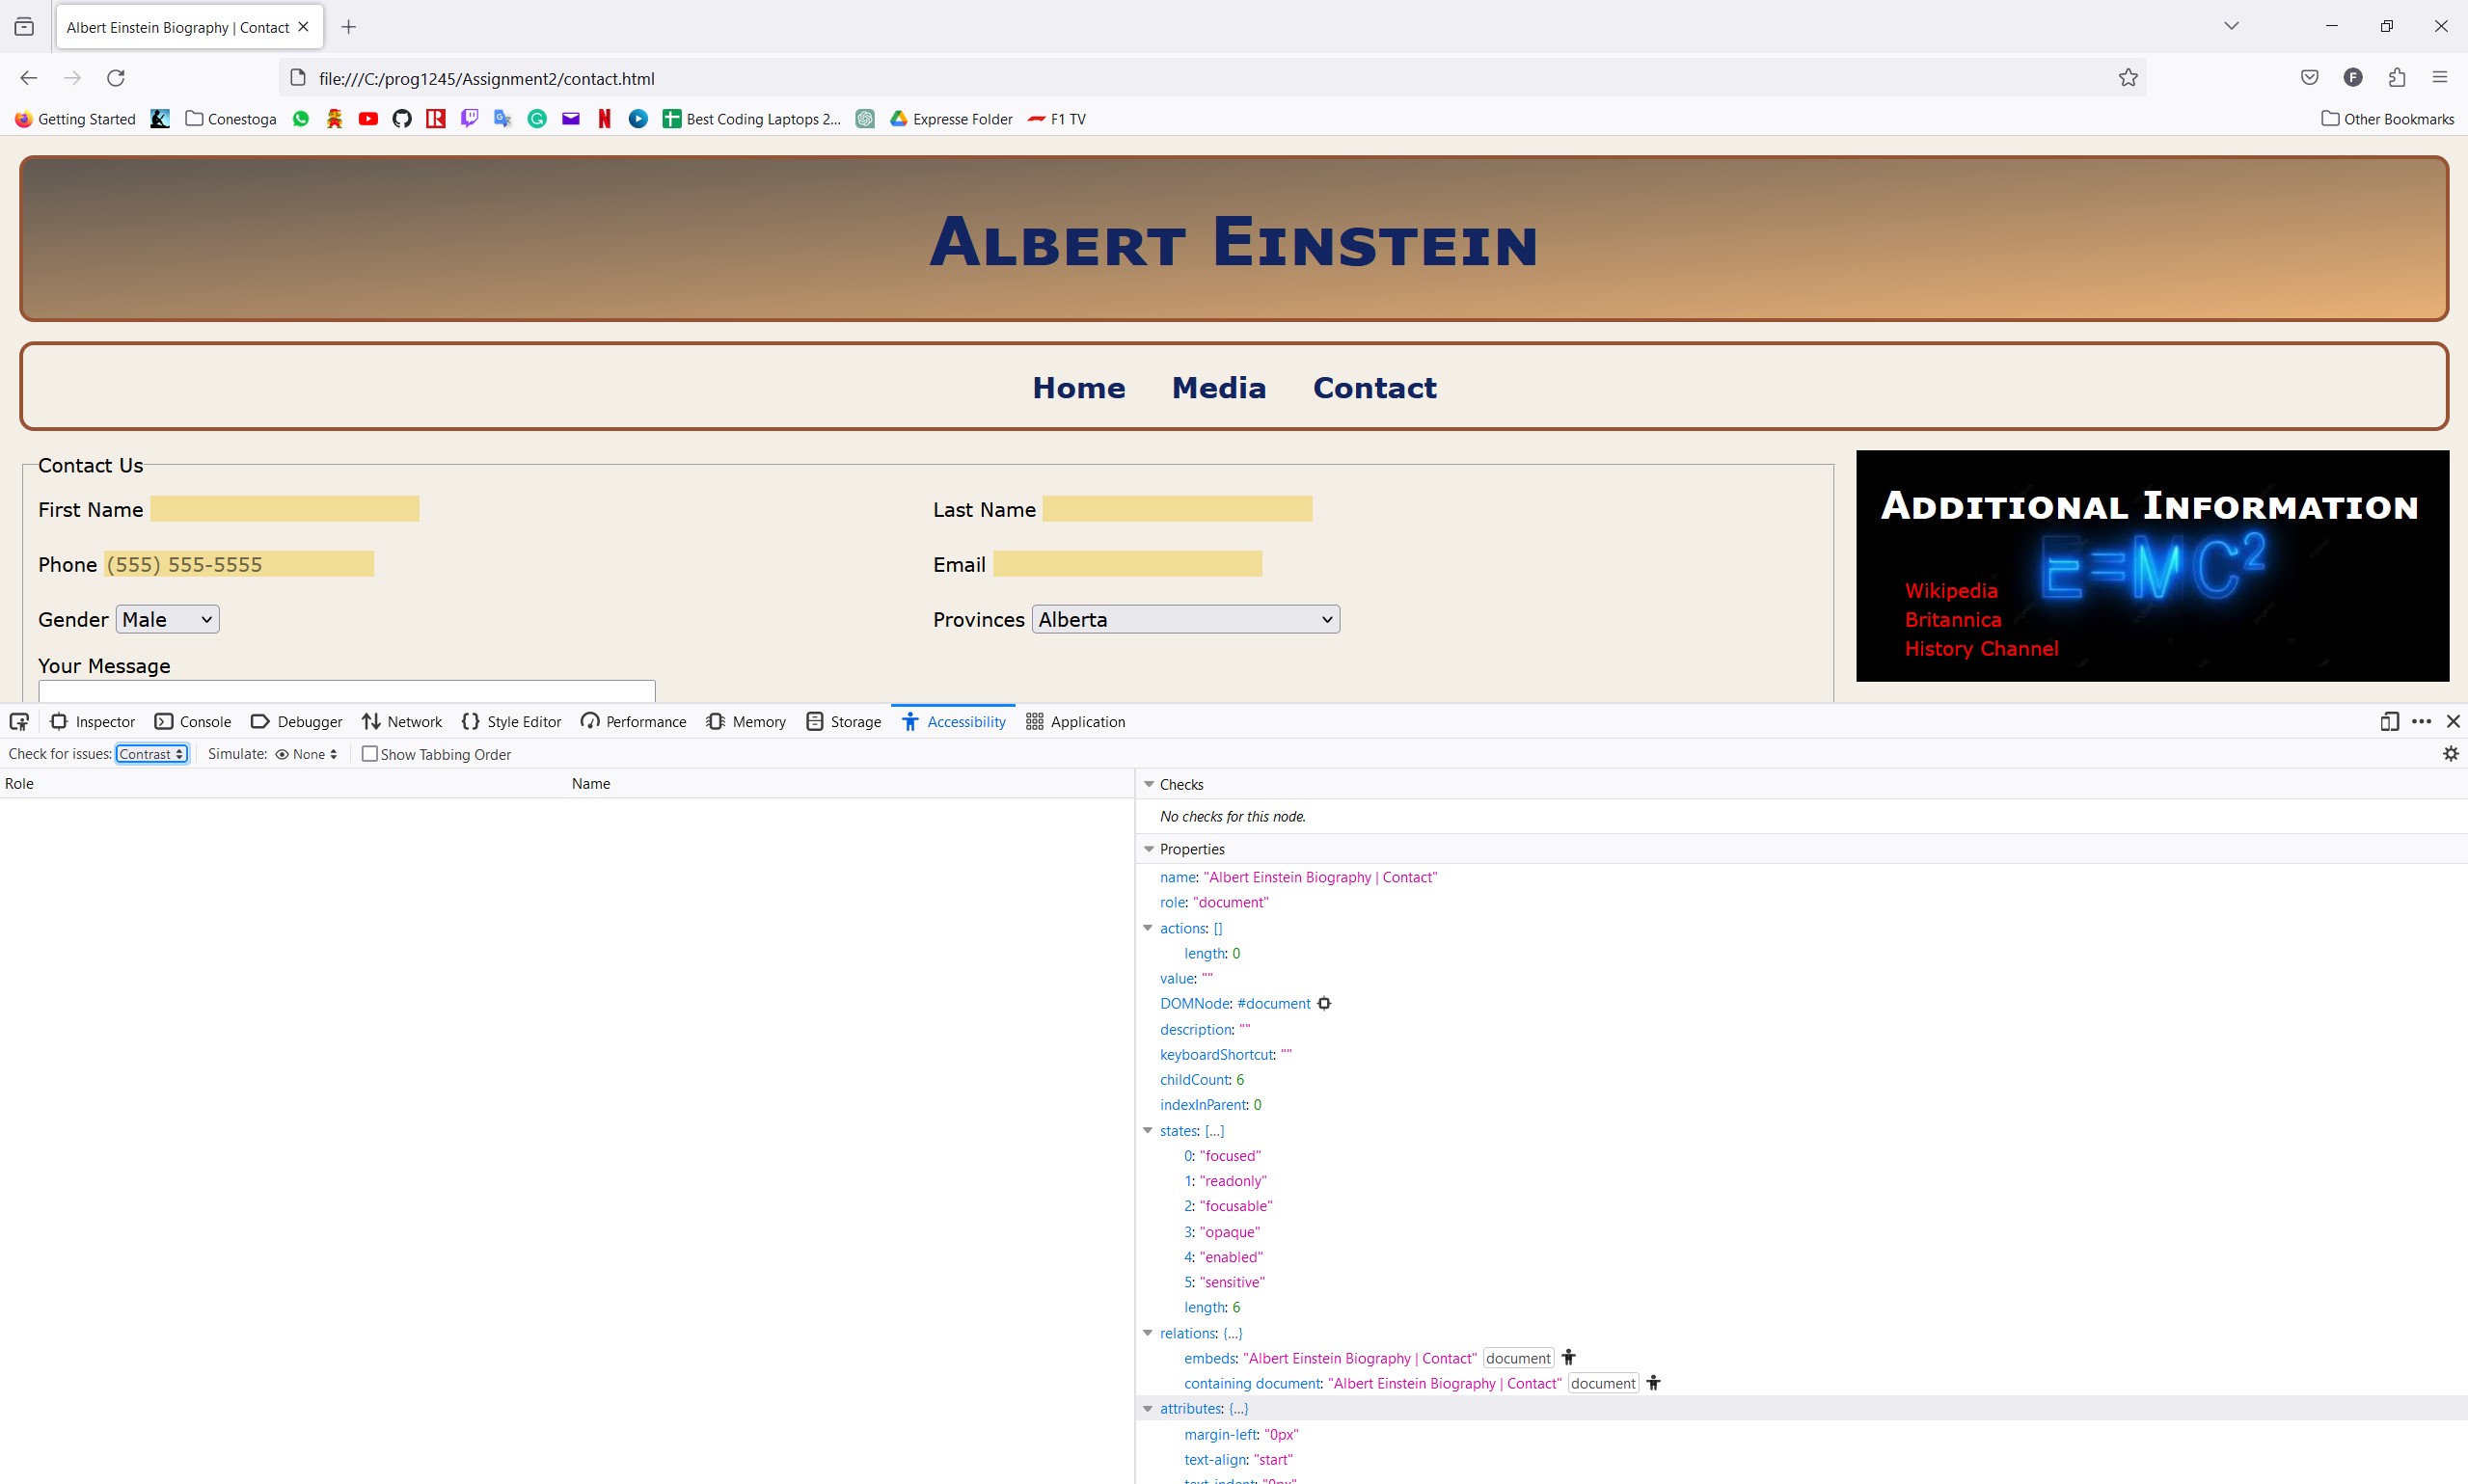 Albert Einstein Biography | Contact
file:///C:/prog1245/Assignment2/contact.html
F
Getting Started
Conestoga
Best Coding Laptops 2...
Expresse Folder
F1 TV
Other Bookmarks
Albert Einstein
Home Media Contact
Contact Us
First Name
Last Name
Phone (555) 555-5555
Email
Gender Male
Provinces Alberta
Your Message
Additional Information
E=MC²
Wikipedia
Britannica
History Channel
Inspector Console Debugger Network Style Editor Performance Memory Storage Accessibility Application
Check for issues: Contrast Simulate: None Show Tabbing Order
Role Name
Checks
No checks for this node.
Properties
name: "Albert Einstein Biography | Contact"
role: "document"
actions: []
length: 0
value: ""
DOMNode: #document
description: ""
keyboardShortcut: ""
childCount: 6
indexInParent: 0
states: [...]
0: "focused"
1: "readonly"
2: "focusable"
3: "opaque"
4: "enabled"
5: "sensitive"
length: 6
relations: {...}
embeds: "Albert Einstein Biography | Contact" document
containing document: "Albert Einstein Biography | Contact" document
attributes: {...}
margin-left: "0px"
text-align: "start"
text-indent: "0px"